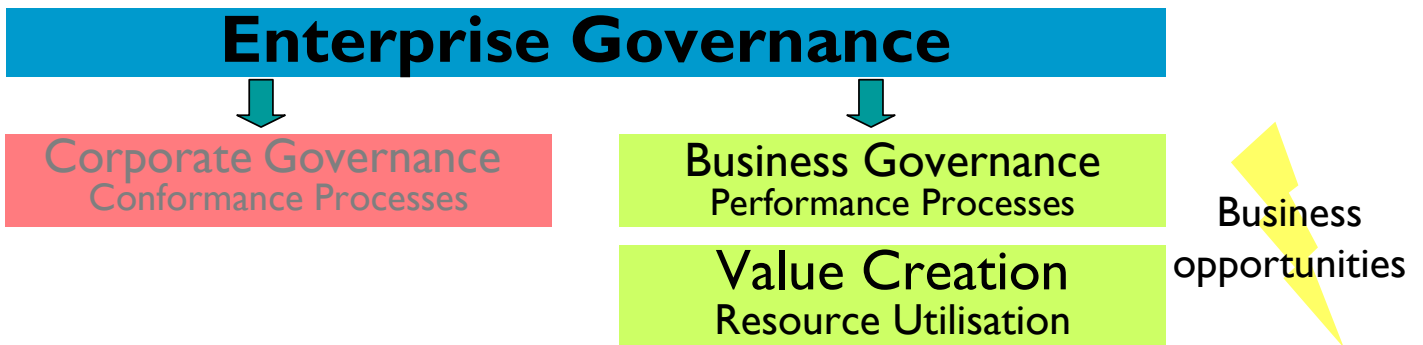 Enterprise Governance
Corporate Governance
Conformance Processes
Business Governance
Performance Processes
Value Creation
Resource Utilisation
Business
opportunities